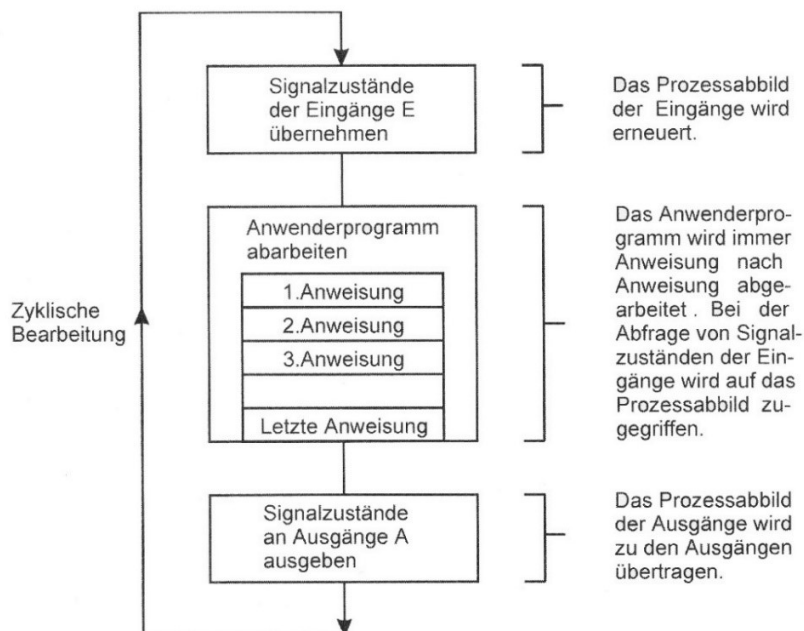 Signalzustände
der Eingänge E
übernehmen
Das Prozessabbild
der Eingänge wird
erneuert.
Anwenderprogramm
abarbeiten
1.Anweisung
2.Anweisung
3.Anweisung
Letzte Anweisung
Das Anwenderpro-
gramm wird immer
Anweisung nach
Anweisung abge-
arbeitet . Bei der
Abfrage von Signal-
zuständen der Ein-
gänge wird auf das
Prozessabbild zu-
gegriffen.
Zyklische
Bearbeitung
Signalzustände
an Ausgänge A
ausgeben
Das Prozessabbild
der Ausgänge wird
zu den Ausgängen
übertragen.